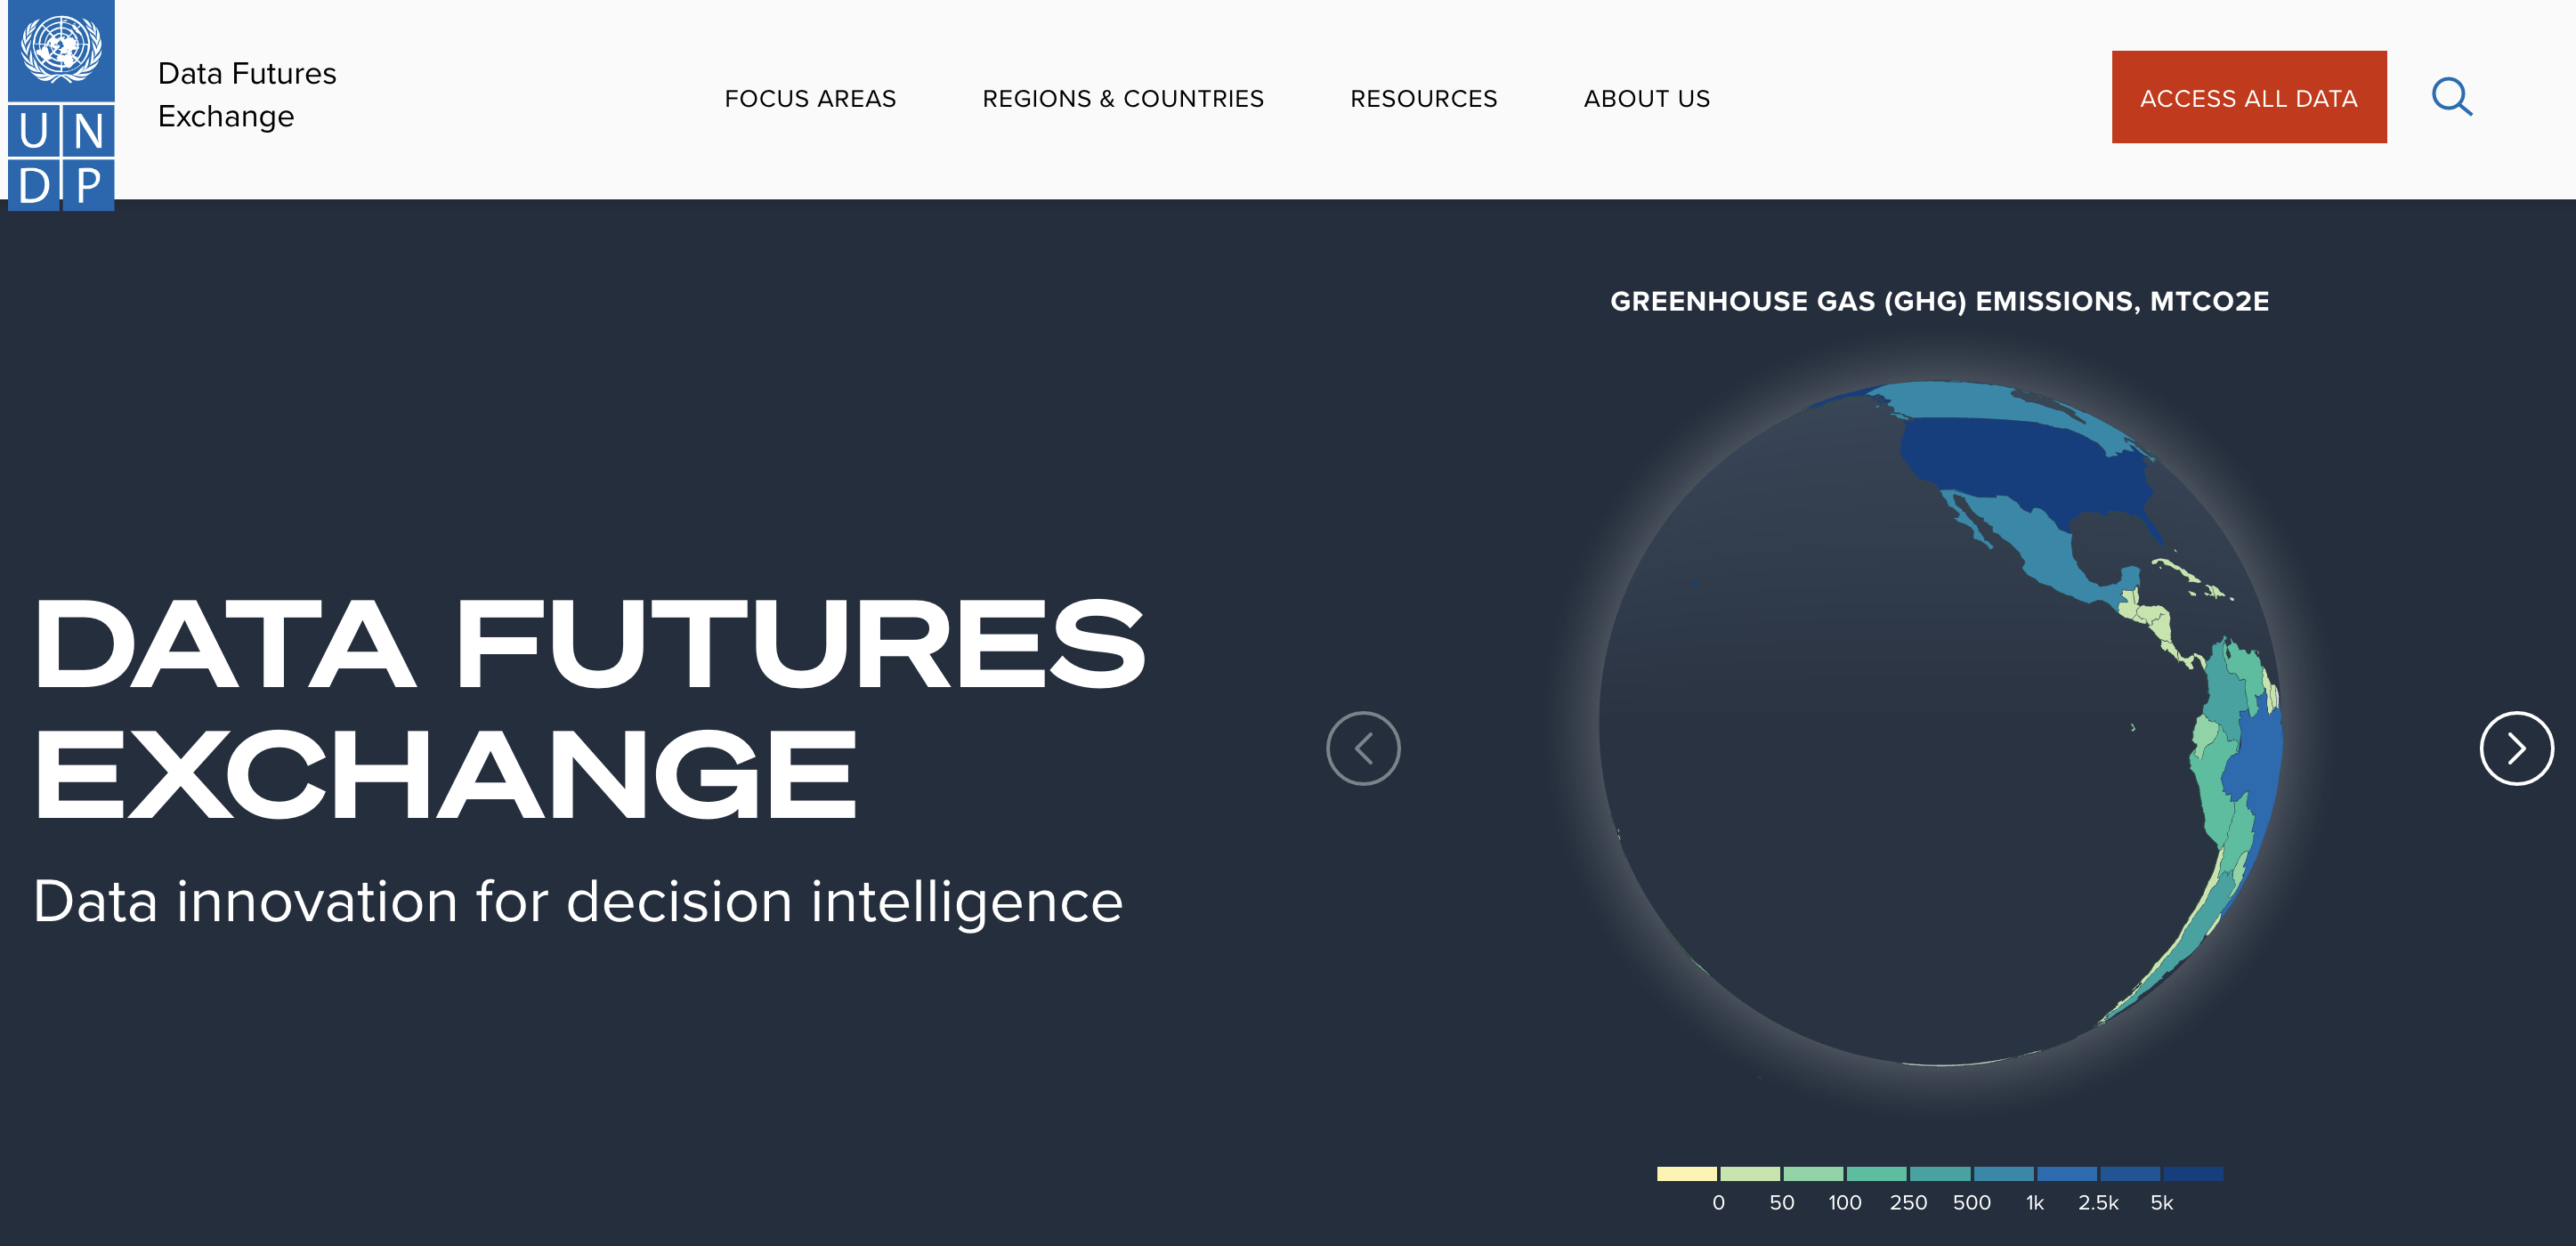 UN
DP
Data Futures
Exchange
FOCUS AREAS
REGIONS & COUNTRIES
RESOURCES
ABOUT US
ACCESS ALL DATA
DATA FUTURES
EXCHANGE
Data innovation for decision intelligence
GREENHOUSE GAS (GHG) EMISSIONS, MTCO2E
0 50 100 250 500 1k 2.5k 5k